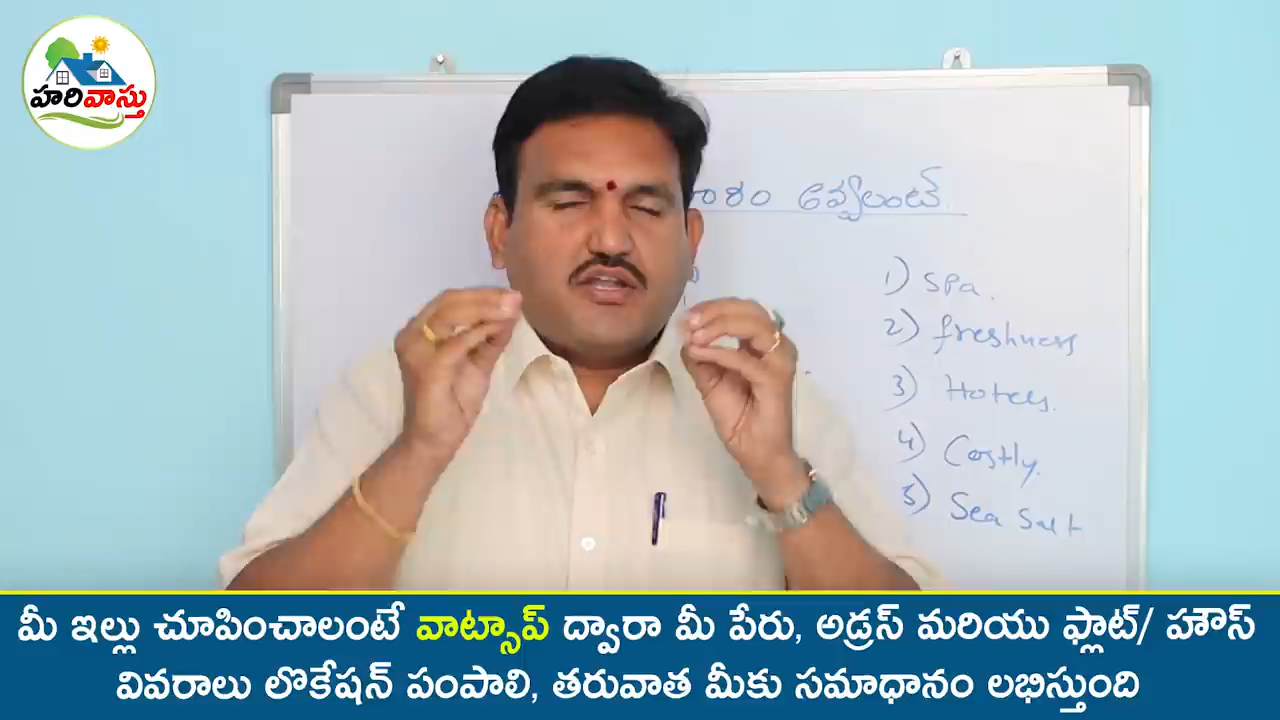 హరివాస్తు
అవ్వాలంటే.
1) Spa.
2) freshness
3) Hotels.
4) Costly.
5) Sea Salt
మీ ఇల్లు చూపించాలంటే వాట్సాప్ ద్వారా మీ పేరు, అడ్రస్ మరియు ఫ్లాట్/ హౌస్
వివరాలు లొకేషన్ పంపాలి, తరువాత మీకు సమాధానం లభిస్తుంది